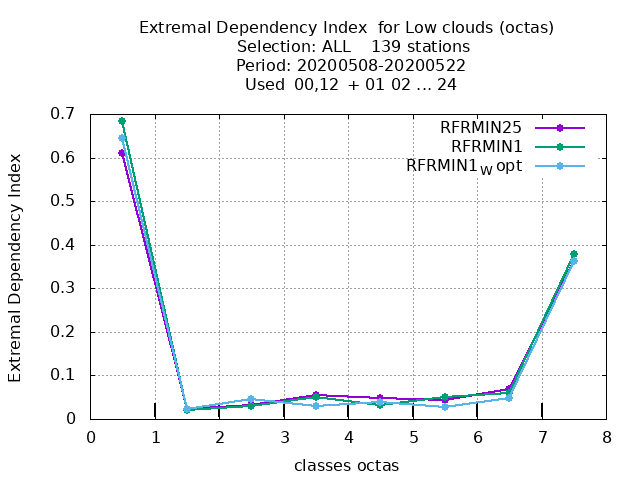 Extremal Dependency Index  for Low clouds (octas)
Selection: ALL    139 stations
Period: 20200508-20200522
Used  00,12  + 01 02 ... 24
RFRMIN25
RFRMIN1
RFRMIN1W opt
Extremal Dependency Index
0.7
0.6
0.5
0.4
0.3
0.2
0.1
0
0 1 2 3 4 5 6 7 8
classes octas